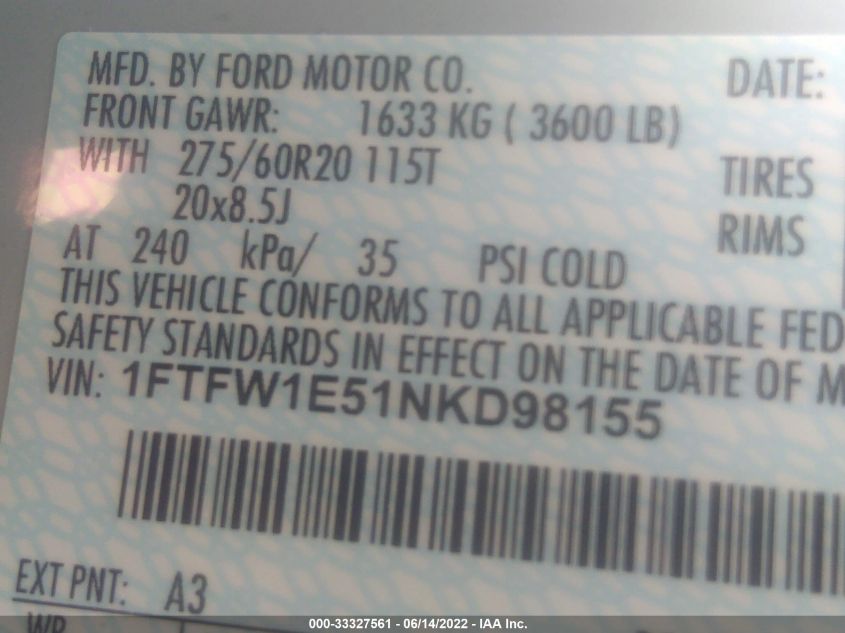 MFD. BY FORD MOTOR CO. DATE:
FRONT GAWR: 1633 KG ( 3600 LB)
WITH 275/60R20 115T TIRES
20x8.5J RIMS
AT 240 kPa/ 35 PSI COLD
THIS VEHICLE CONFORMS TO ALL APPLICABLE FED
SAFETY STANDARDS IN EFFECT ON THE DATE OF M
VIN: 1FTFW1E51NKD98155
EXT PNT: A3
WB
000-33327561 - 06/14/2022 - IAA Inc.